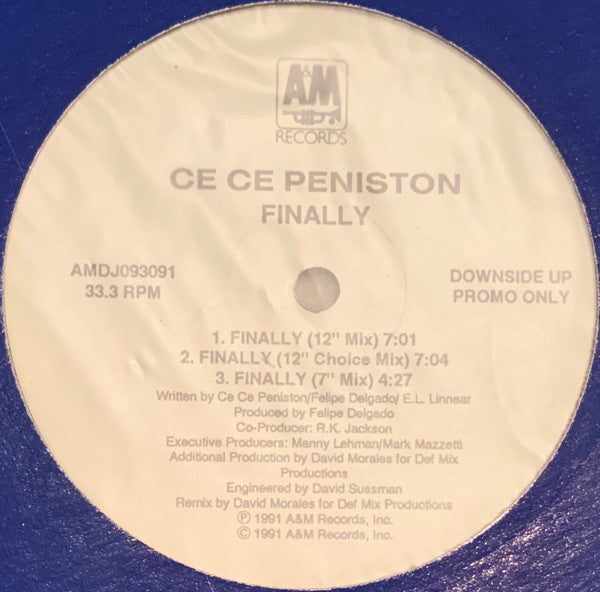 A&M
RECORDS
CE CE PENISTON
FINALLY
AMDJ093091
33.3 RPM
DOWNSIDE UP
PROMO ONLY
1. FINALLY (12" Mix) 7:01
2. FINALLY (12" Choice Mix) 7:04
3. FINALLY (7" Mix) 4:27
Written by Ce Ce Peniston/Felipe Delgado/ E.L. Linnear
Produced by Felipe Delgado
Co-Producer: R.K. Jackson
Executive Producers: Manny Lehman/Mark Mazzetti
Additional Production by David Morales for Def Mix
Productions
Engineered by David Sussman
Remix by David Morales for Def Mix Productions
℗ 1991 A&M Records, Inc.
© 1991 A&M Records, Inc.